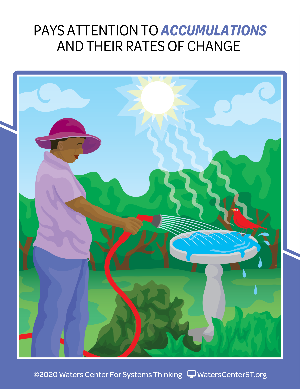 PAYS ATTENTION TO ACCUMULATIONS
AND THEIR RATES OF CHANGE
©2020 Waters Center For Systems Thinking WatersCenterST.org